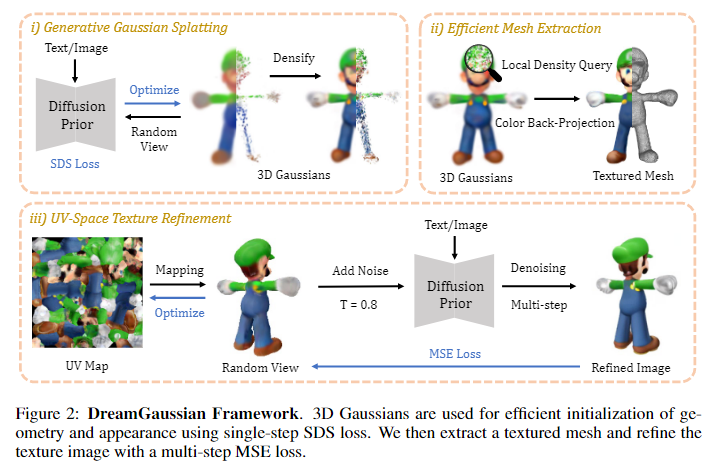 i) Generative Gaussian Splatting
Text/Image
Diffusion
Prior
SDS Loss
Optimize
Random
View
Densify
3D Gaussians
ii) Efficient Mesh Extraction
Local Density Query
Color Back-Projection
3D Gaussians
Textured Mesh
iii) UV-Space Texture Refinement
UV Map
Mapping
Optimize
Random View
Add Noise
T = 0.8
Text/Image
Diffusion
Prior
Denoising
Multi-step
MSE Loss
Refined Image
Figure 2: DreamGaussian Framework. 3D Gaussians are used for efficient initialization of ge-
ometry and appearance using single-step SDS loss. We then extract a textured mesh and refine the
texture image with a multi-step MSE loss.